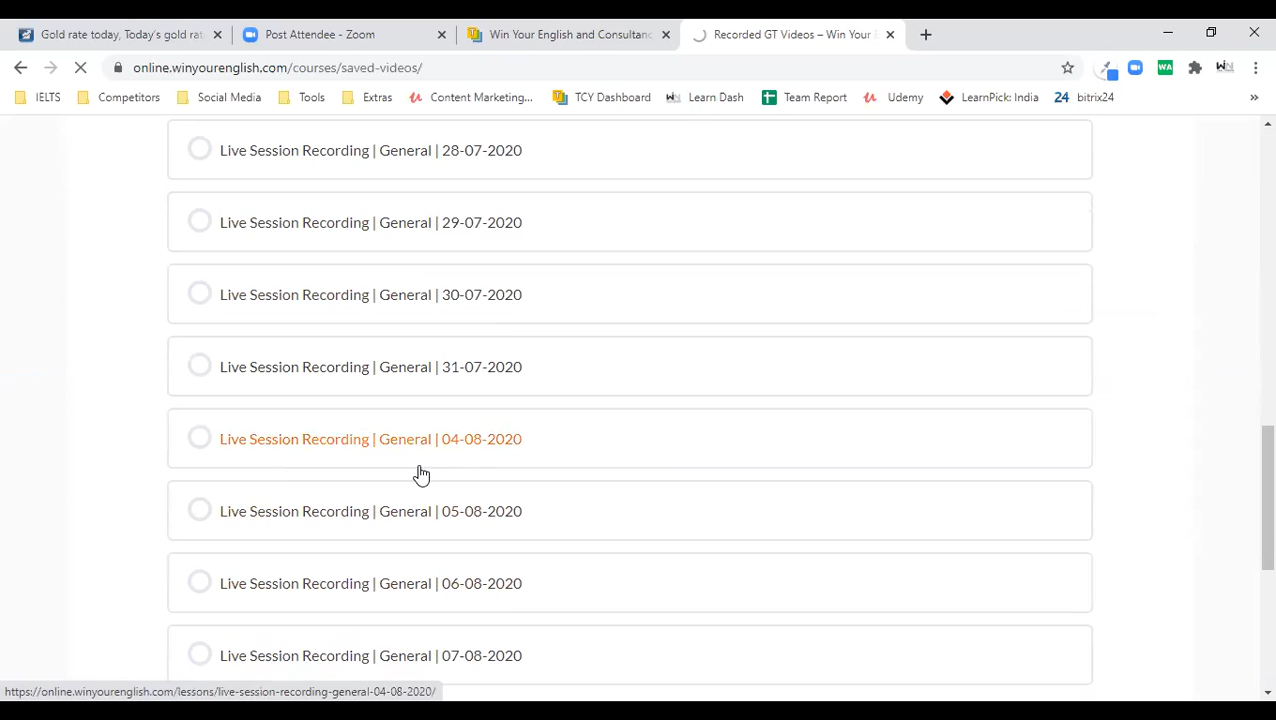 Gold rate today, Today's gold rat
Post Attendee - Zoom
Win Your English and Consultanc
Recorded GT Videos – Win Your E
online.winyourenglish.com/courses/saved-videos/
WA
IELTS
Competitors
Social Media
Tools
Extras
Content Marketing...
TCY Dashboard
Learn Dash
Team Report
Udemy
LearnPick: India
24 bitrix24
Live Session Recording | General | 28-07-2020
Live Session Recording | General | 29-07-2020
Live Session Recording | General | 30-07-2020
Live Session Recording | General | 31-07-2020
Live Session Recording | General | 04-08-2020
Live Session Recording | General | 05-08-2020
Live Session Recording | General | 06-08-2020
Live Session Recording | General | 07-08-2020
https://online.winyourenglish.com/lessons/live-session-recording-general-04-08-2020/